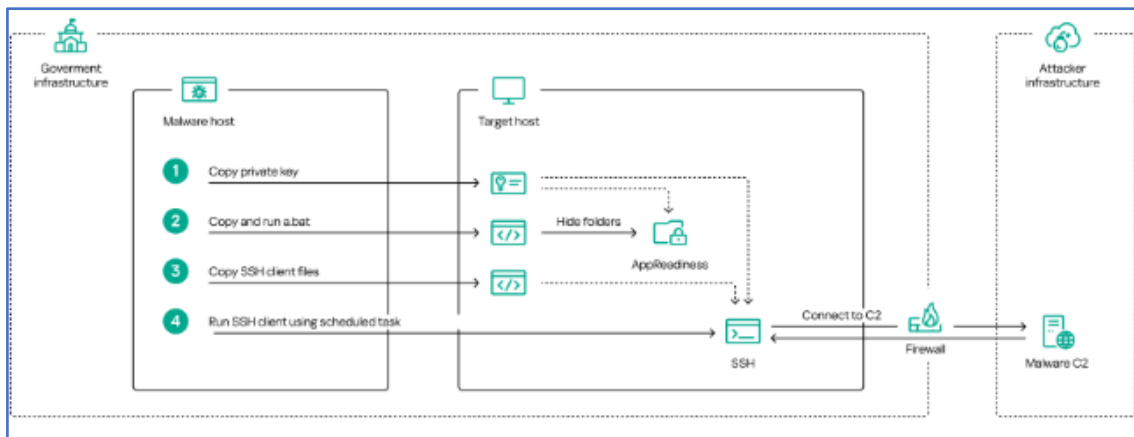 Goverment
infrastructure
Attacker
infrastructure
Malware host
Target host
1 Copy private key
2 Copy and run a.bat
Hide folders
AppReadiness
3 Copy SSH client files
4 Run SSH client using scheduled task
Connect to C2
SSH
Firewall
Malware C2